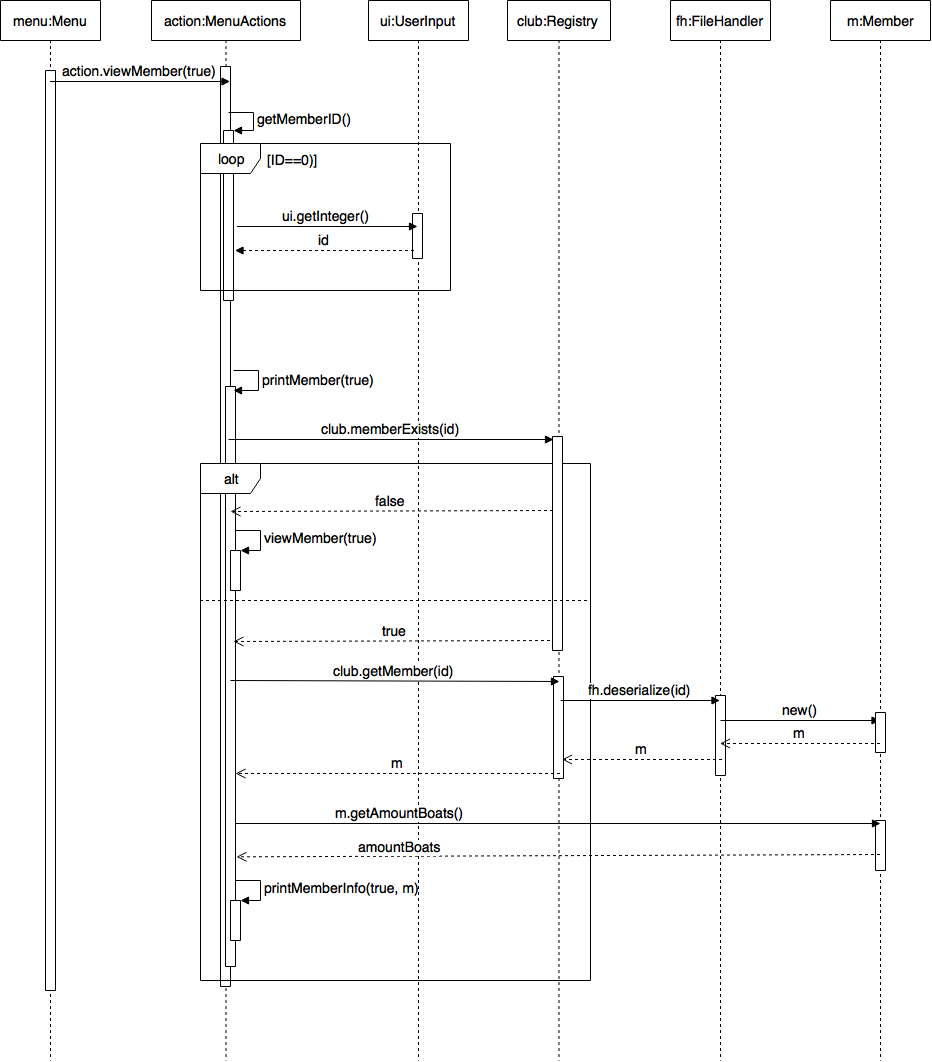 menu:Menu
action:MenuActions
ui:UserInput
club:Registry
fh:FileHandler
m:Member
action.viewMember(true)
getMemberID()
loop
[ID==0)]
ui.getInteger()
id
printMember(true)
club.memberExists(id)
alt
false
viewMember(true)
true
club.getMember(id)
fh.deserialize(id)
new()
m
m
m
m.getAmountBoats()
amountBoats
printMemberInfo(true, m)